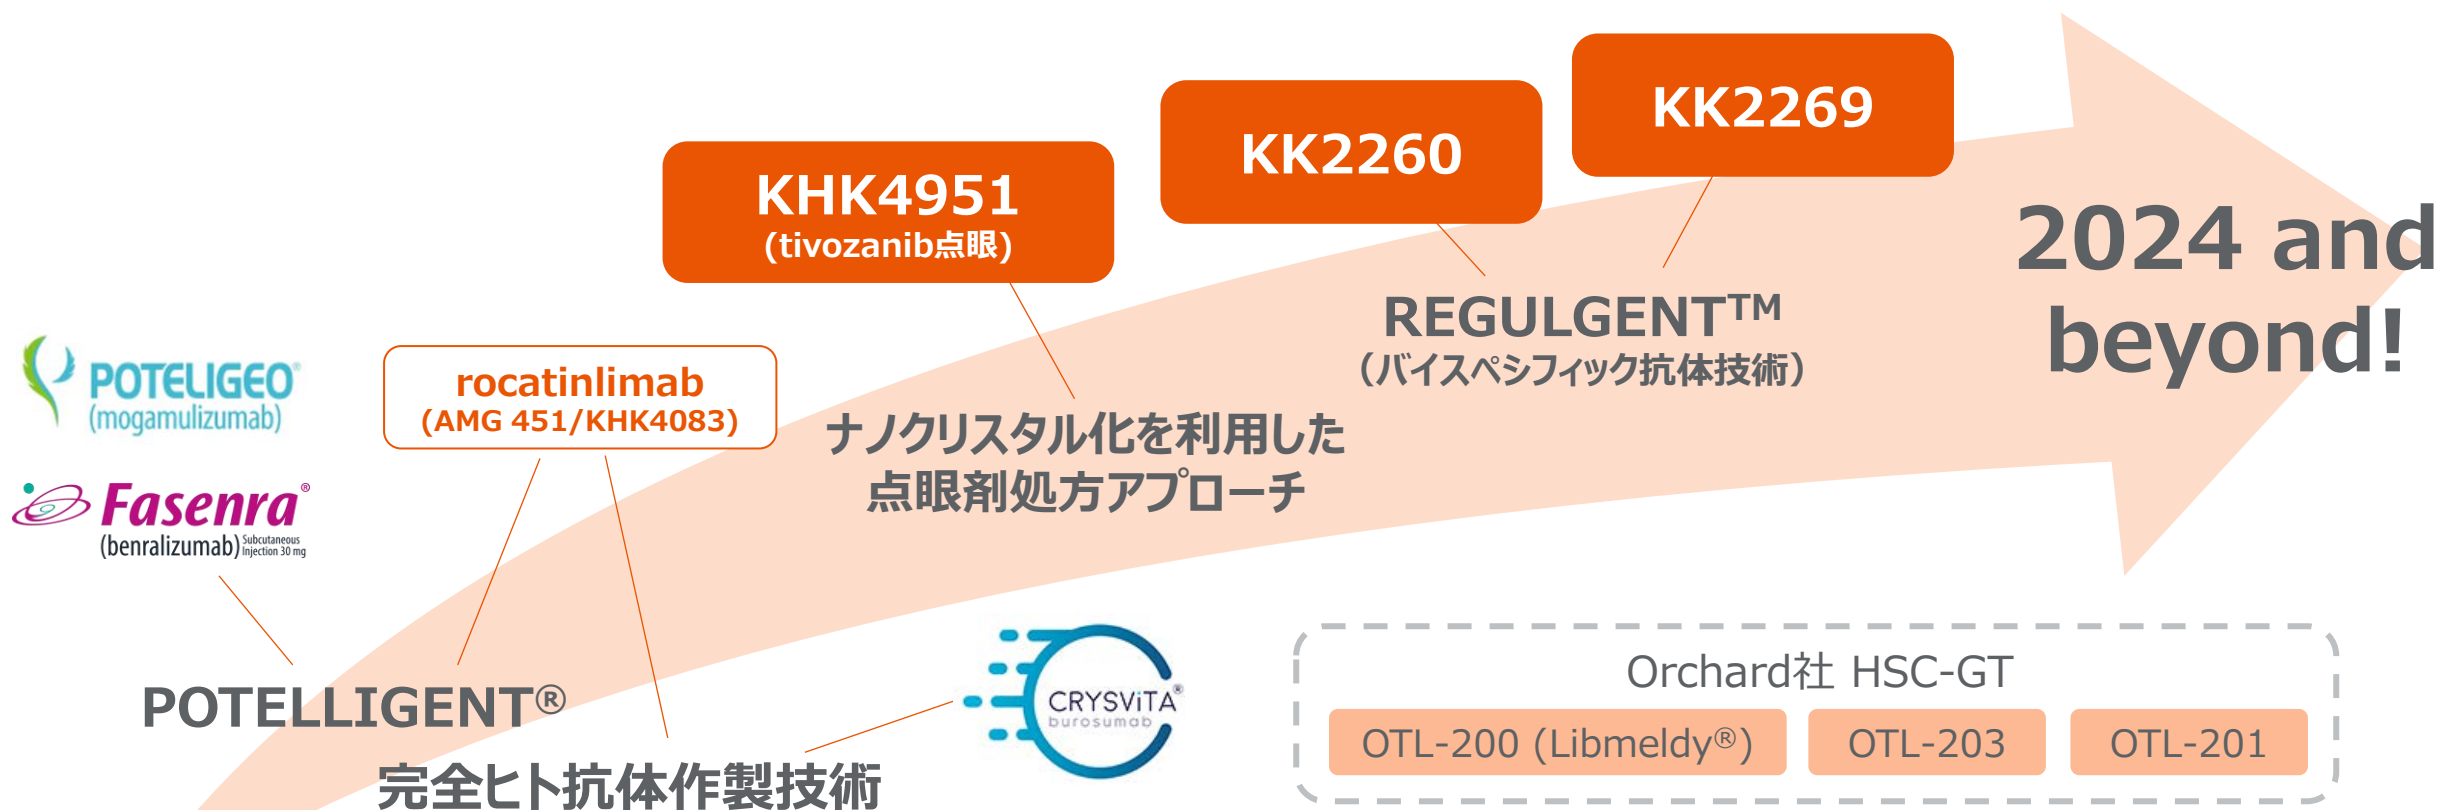 KK2269
KK2260
KHK4951
(tivozanib点眼)
2024 and
beyond!
REGULGENT™
（バイスペシフィック抗体技術）
POTELIGEO®
(mogamulizumab)
rocatinlimab
(AMG 451/KHK4083)
ナノクリスタル化を利用した
点眼剤処方アプローチ
Fasenra®
(benralizumab) Subcutaneous
Injection 30 mg
POTELLIGENT®
CRYSViTA®
burosumab
完全ヒト抗体作製技術
Orchard社 HSC-GT
OTL-200 (Libmeldy®)
OTL-203
OTL-201